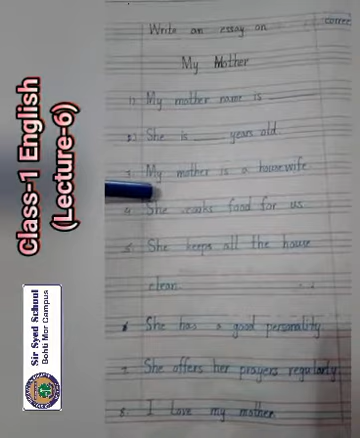 Class-1 English
(Lecture-6)
Sir Syed School
Bohti Mor Campus
Write an essay on
My Mother
1) My mother name is ______
2) She is ____ years old.
3. My mother is a housewife
4. She cooks food for us
5. She keeps all the house
clean.
6 She has a good personality.
7. She offers her prayers regularly.
8. I love my mother.